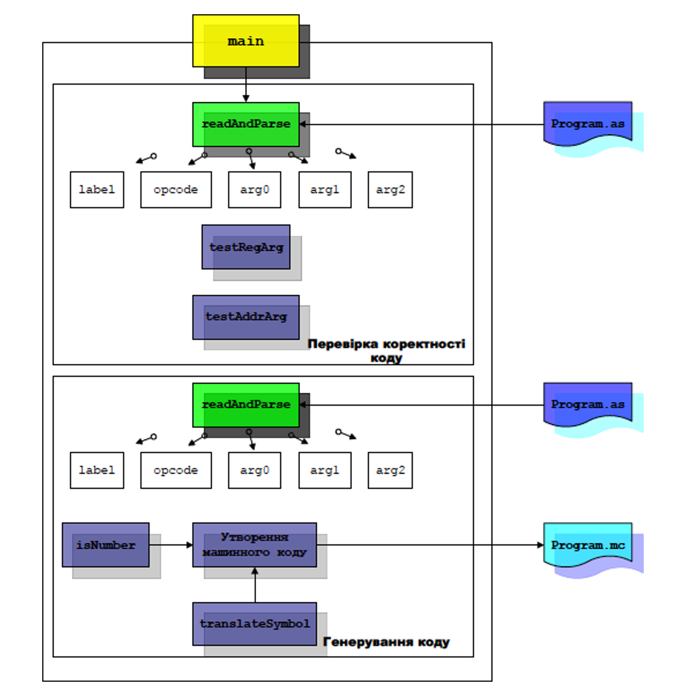 main
readAndParse
Program.as
label
opcode
arg0
arg1
arg2
testRegArg
testAddrArg
Перевірка коректності
коду
readAndParse
Program.as
label
opcode
arg0
arg1
arg2
isNumber
Утворення
машинного коду
Program.mc
translateSymbol
Генерування коду